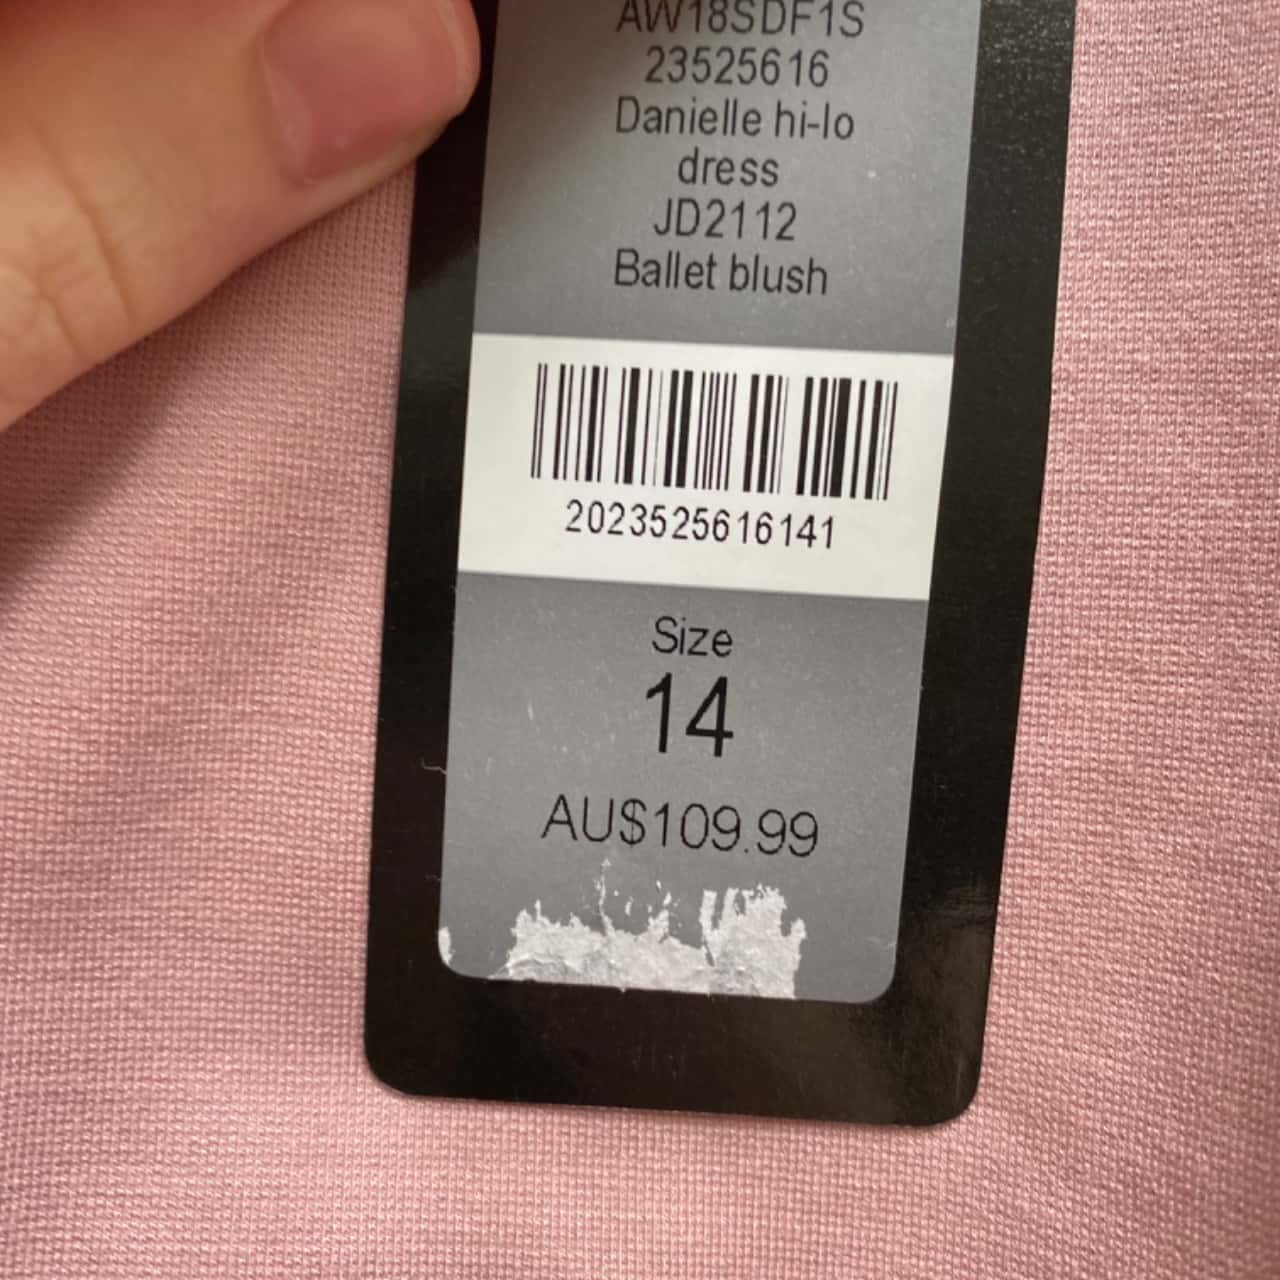 AW18SDF1S
23525616
Danielle hi-lo
dress
JD2112
Ballet blush
2023525616141
Size
14
AU$109.99